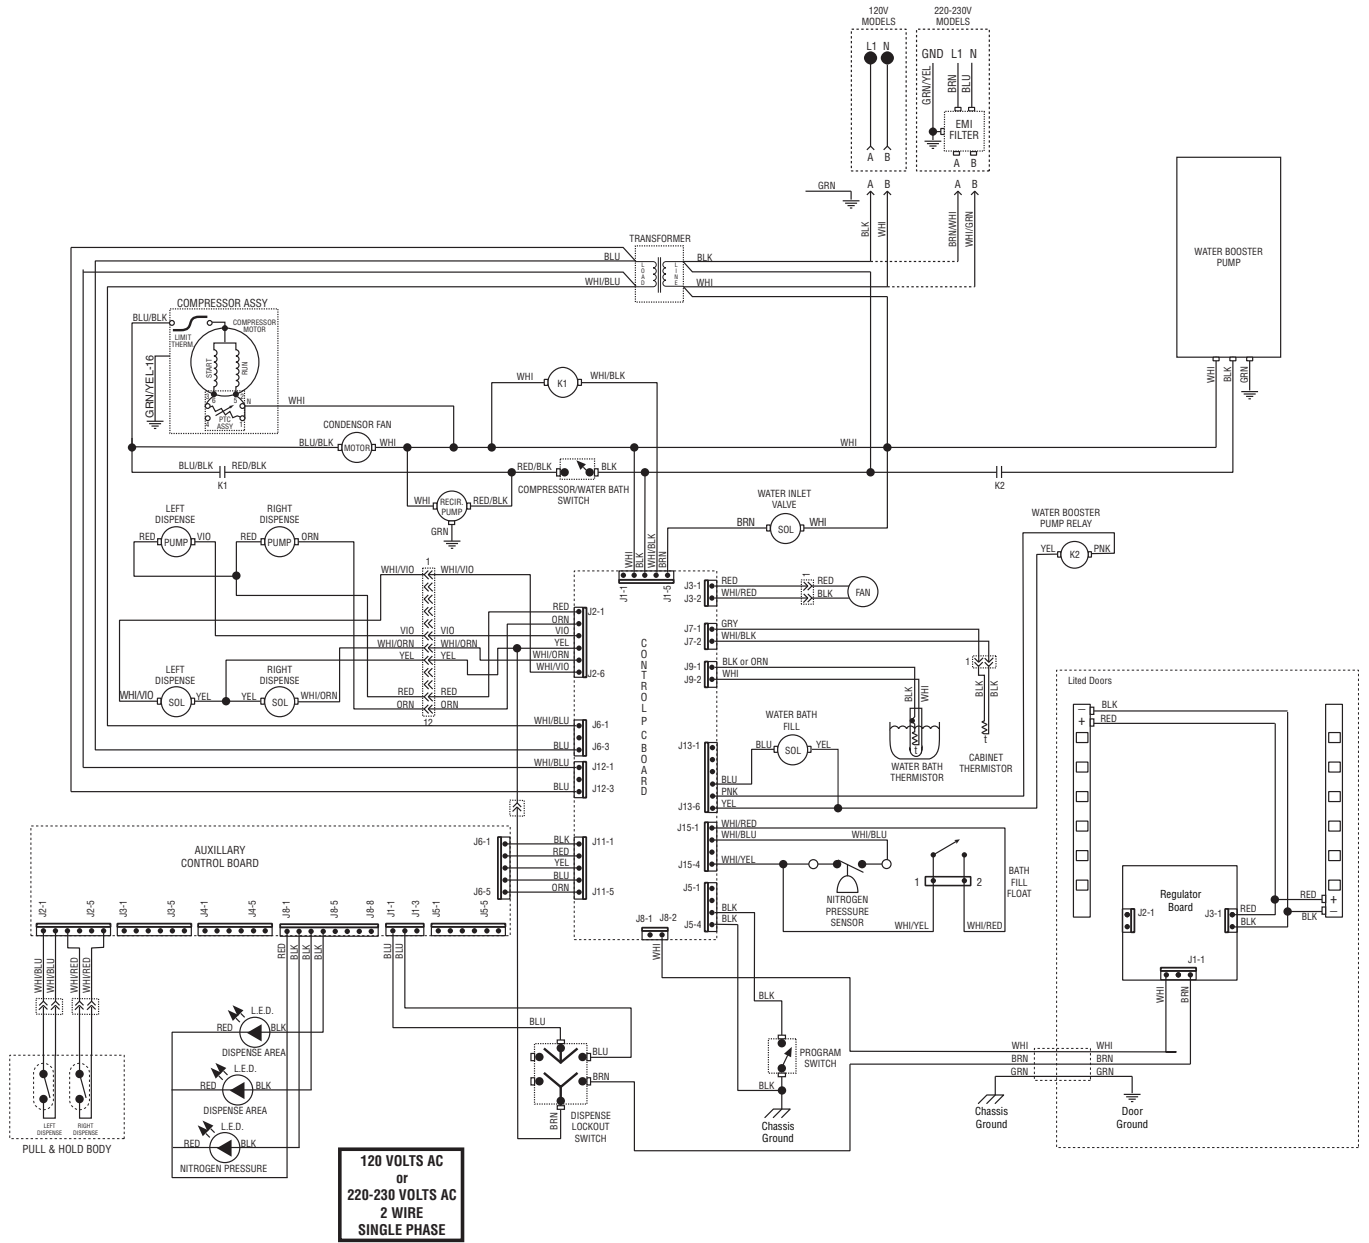 120V
MODELS
220-230V
MODELS
L1 N
GND L1 N
GRN/YEL
BRN
BLU
EMI
FILTER
A B
A B
GRN
A B
A B
BLK
WHI
BRN/WHI
WHI/GRN
WATER BOOSTER
PUMP
WHI
BLK
GRN
TRANSFORMER
BLU
LOAD
LINE
BLK
WHI/BLU
WHI
COMPRESSOR ASSY
BLU/BLK
COMPRESSOR
MOTOR
LIMIT
THERM
START
RUN
GRN/YEL-16
3 6 5 N
PTC
ASSY
4 1
WHI
WHI
K1
WHI/BLK
CONDENSOR FAN
BLU/BLK
MOTOR
WHI
WHI
BLU/BLK
K1
RED/BLK
RED/BLK
BLK
COMPRESSOR/WATER BATH
SWITCH
K2
WHI
RECIR.
PUMP
RED/BLK
GRN
WATER INLET
VALVE
BRN
SOL
WHI
WATER BOOSTER
PUMP RELAY
YEL
K2
PNK
LEFT
DISPENSE
RED
PUMP
VIO
RIGHT
DISPENSE
RED
PUMP
ORN
WHI
BLK
WHI/BLK
BRN
J1-1
J1-5
1
WHI/VIO WHI/VIO
VIO VIO
WHI/ORN WHI/ORN
YEL YEL
RED RED
ORN ORN
12
LEFT
DISPENSE
WHI/VIO
SOL
YEL
RIGHT
DISPENSE
YEL
SOL
WHI/ORN
RED
ORN
VIO
YEL
WHI/ORN
WHI/VIO
J2-1
J2-6
CONTROL PC BOARD
WHI/BLU J6-1
BLU J6-3
WHI/BLU J12-1
BLU J12-3
J3-1 RED
J3-2 WHI/RED
1
RED
BLK
FAN
J7-1 GRY
J7-2 WHI/BLK
1
BLK
BLK
t
CABINET
THERMISTOR
J9-1 BLK or ORN
J9-2 WHI
BLK
WHI
t
WATER BATH
THERMISTOR
WATER BATH
FILL
BLU
SOL
YEL
J13-1
BLU
PNK
J13-6 YEL
J15-1 WHI/RED
WHI/BLU
WHI/BLU
J15-4 WHI/YEL
NITROGEN
PRESSURE
SENSOR
1
2
BATH
FILL
FLOAT
WHI/YEL
WHI/RED
J5-1
BLK
J5-4 BLK
J8-1 J8-2
WHI
AUXILLARY
CONTROL BOARD
J6-1
J6-5
BLK J11-1
RED
YEL
BLU
ORN J11-5
J2-1
J2-5
J3-1
J3-5
J4-1
J4-5
J8-1
J8-5
J8-8
J1-1
J1-3
J5-1
J5-5
WHI/BLU
WHI/BLU
WHI/RED
WHI/RED
RED
BLK
BLK
BLK
BLU
BLU
LEFT
DISPENSE
RIGHT
DISPENSE
PULL & HOLD BODY
L.E.D.
RED
BLK
DISPENSE AREA
L.E.D.
RED
BLK
DISPENSE AREA
L.E.D.
RED
BLK
NITROGEN PRESSURE
BLU
BLU
BRN
BRN
DISPENSE
LOCKOUT
SWITCH
BLK
PROGRAM
SWITCH
BLK
Chassis
Ground
Lited Doors
− BLK
+ RED
Regulator
Board
J2-1
J3-1
RED
BLK
J1-1
WHI
BRN
RED +
BLK −
WHI WHI
BRN BRN
GRN GRN
Chassis
Ground
Door
Ground
120 VOLTS AC
or
220-230 VOLTS AC
2 WIRE
SINGLE PHASE